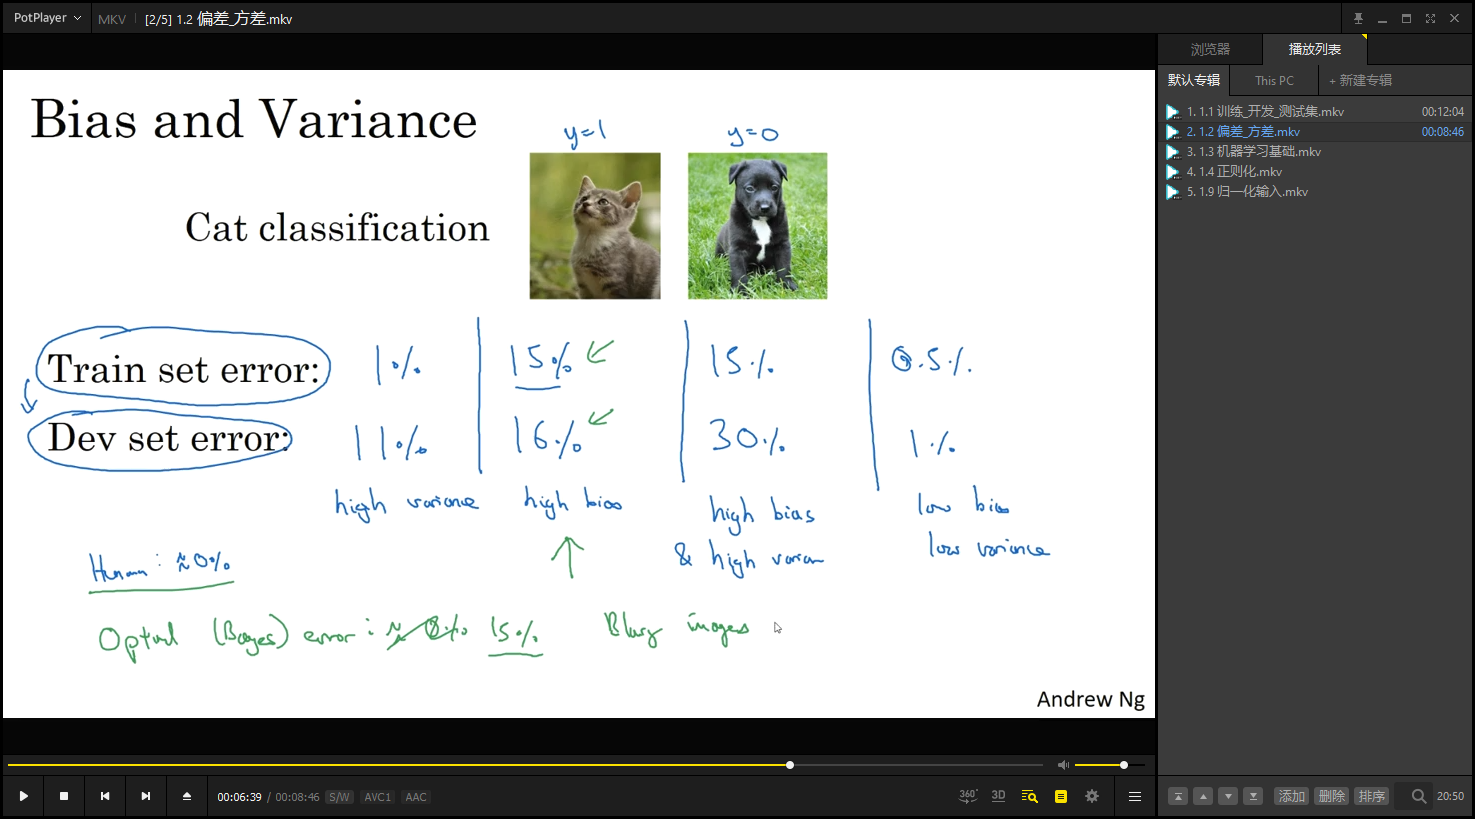 PotPlayer MKV [2/5] 1.2 偏差_方差.mkv
浏览器 播放列表
默认专辑 This PC + 新建专辑
1. 1.1 训练_开发_测试集.mkv 00:12:04
2. 1.2 偏差_方差.mkv 00:08:46
3. 1.3 机器学习基础.mkv
4. 1.4 正则化.mkv
5. 1.9 归一化输入.mkv
Bias and Variance
y=1 y=0
Cat classification
Train set error: 1% 15% 15% 0.5%
Dev set error: 11% 16% 30% 1%
high variance high bias high bias low bias
& high varian low variance
Human: ≈0%
Optml (Bayes) error: ≈ 0% 15% Blury images
Andrew Ng
00:06:39 / 00:08:46 S/W AVC1 AAC
360° 3D
添加 删除 排序 20:50